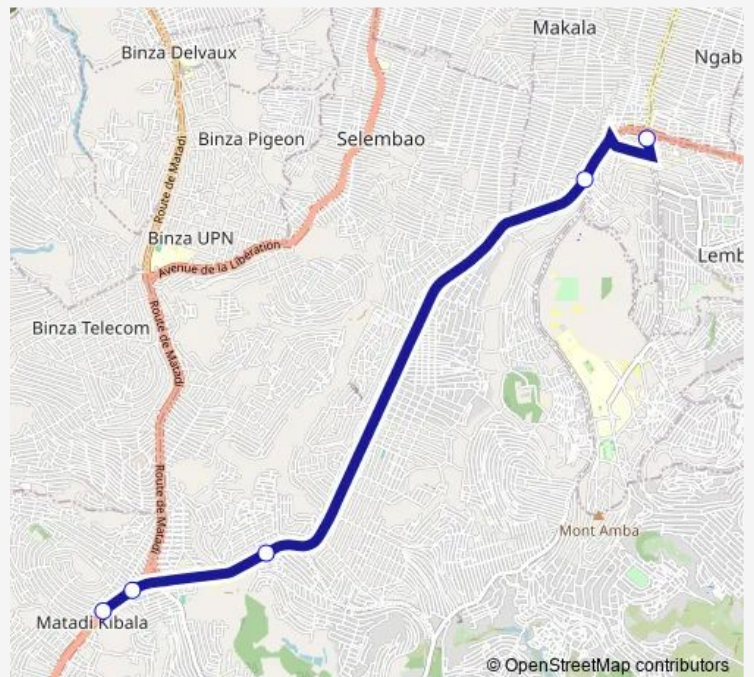 Makala
Binza Delvaux
Ngab
Route de Matadi
Binza Pigeon
Selembao
Binza UPN
Avenue de la Libération
Lemb
Binza Telecom
Route de Matadi
Route de Matadi
Mont Amba
Matadi Kibala
© OpenStreetMap contributors